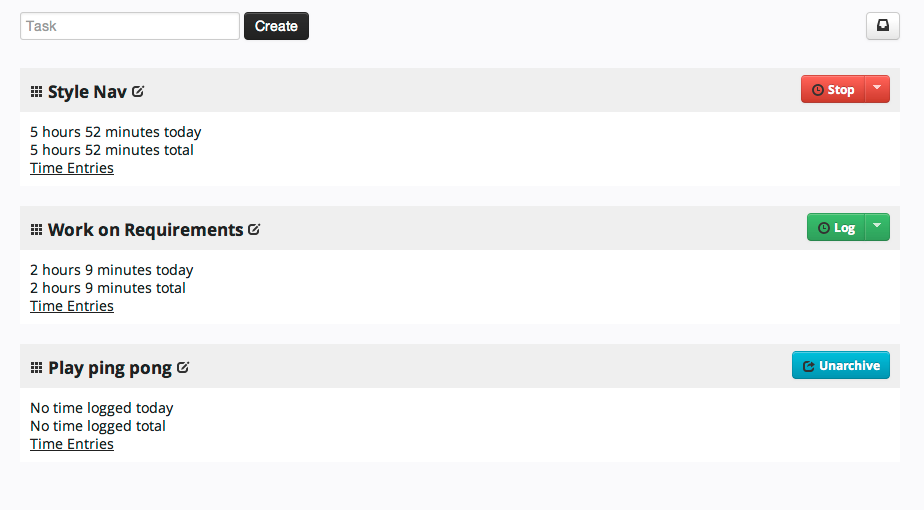 Task Create
Style Nav Stop
5 hours 52 minutes today
5 hours 52 minutes total
Time Entries
Work on Requirements Log
2 hours 9 minutes today
2 hours 9 minutes total
Time Entries
Play ping pong Unarchive
No time logged today
No time logged total
Time Entries